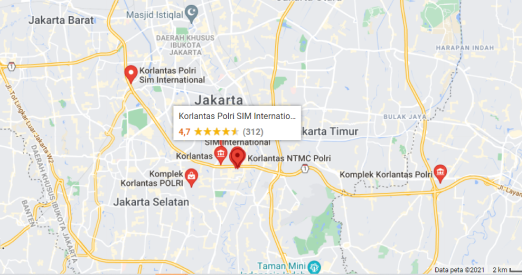 Masjid Istiqlal
Jakarta Barat
DAERAH KHUSUS
IBUKOTA
JAKARTA
HARAPAN INDAH
Korlantas Polri
Sim International
Jl. Tol Lingkar Luar Jakarta W2
Jakarta
BULAK JAYA
Korlantas Polri SIM Internatio...
4,7 (312)
Jakarta Timur
SIM International
Korlantas
Korlantas NTMC Polri
Komplek
Korlantas POLRI
Komplek Korlantas Polri
Jl. Layang
Jakarta Selatan
BANTEN
DAERAH KHUSUS IBUKOTA JAKARTA
Taman Mini
Data peta ©2021 2 km